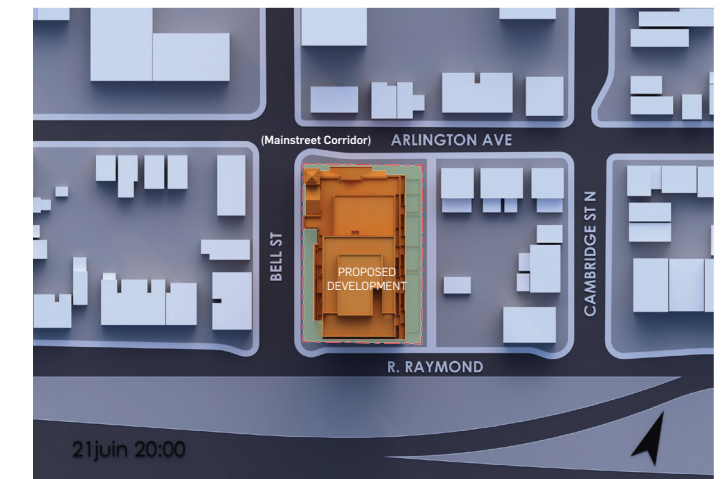 (Mainstreet Corridor) ARLINGTON AVE
BELL ST
PROPOSED
DEVELOPMENT
CAMBRIDGE ST N
R. RAYMOND
21juin 20:00